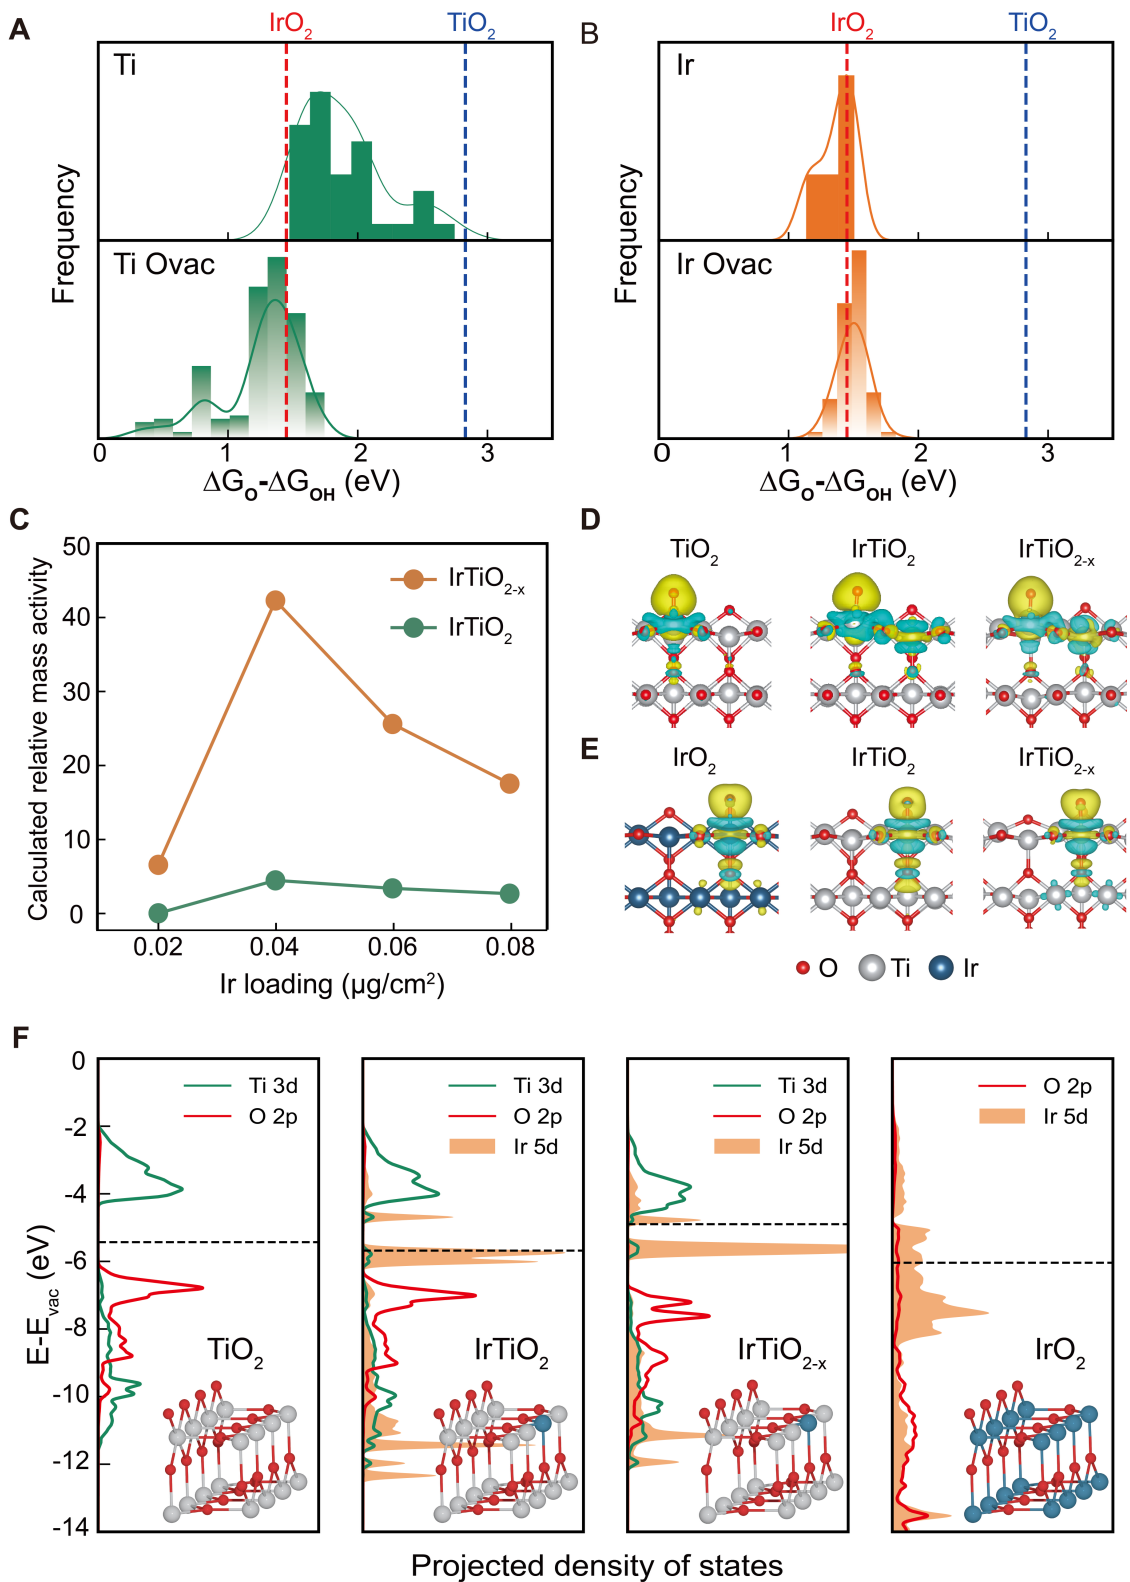 A
IrO2
TiO2
Ti
Frequency
Ti Ovac
Frequency
0
1
2
3
ΔGO-ΔGOH (eV)
B
IrO2
TiO2
Ir
Frequency
Ir Ovac
Frequency
0
1
2
3
ΔGO-ΔGOH (eV)
C
50
40
30
20
10
0
Calculated relative mass activity
IrTiO2-x
IrTiO2
0.02
0.04
0.06
0.08
Ir loading (µg/cm2)
D
TiO2
IrTiO2
IrTiO2-x
E
IrO2
IrTiO2
IrTiO2-x
O
Ti
Ir
F
0
-2
-4
-6
-8
-10
-12
-14
E-Evac (eV)
Ti 3d
O 2p
TiO2
Ti 3d
O 2p
Ir 5d
IrTiO2
Ti 3d
O 2p
Ir 5d
IrTiO2-x
O 2p
Ir 5d
IrO2
Projected density of states